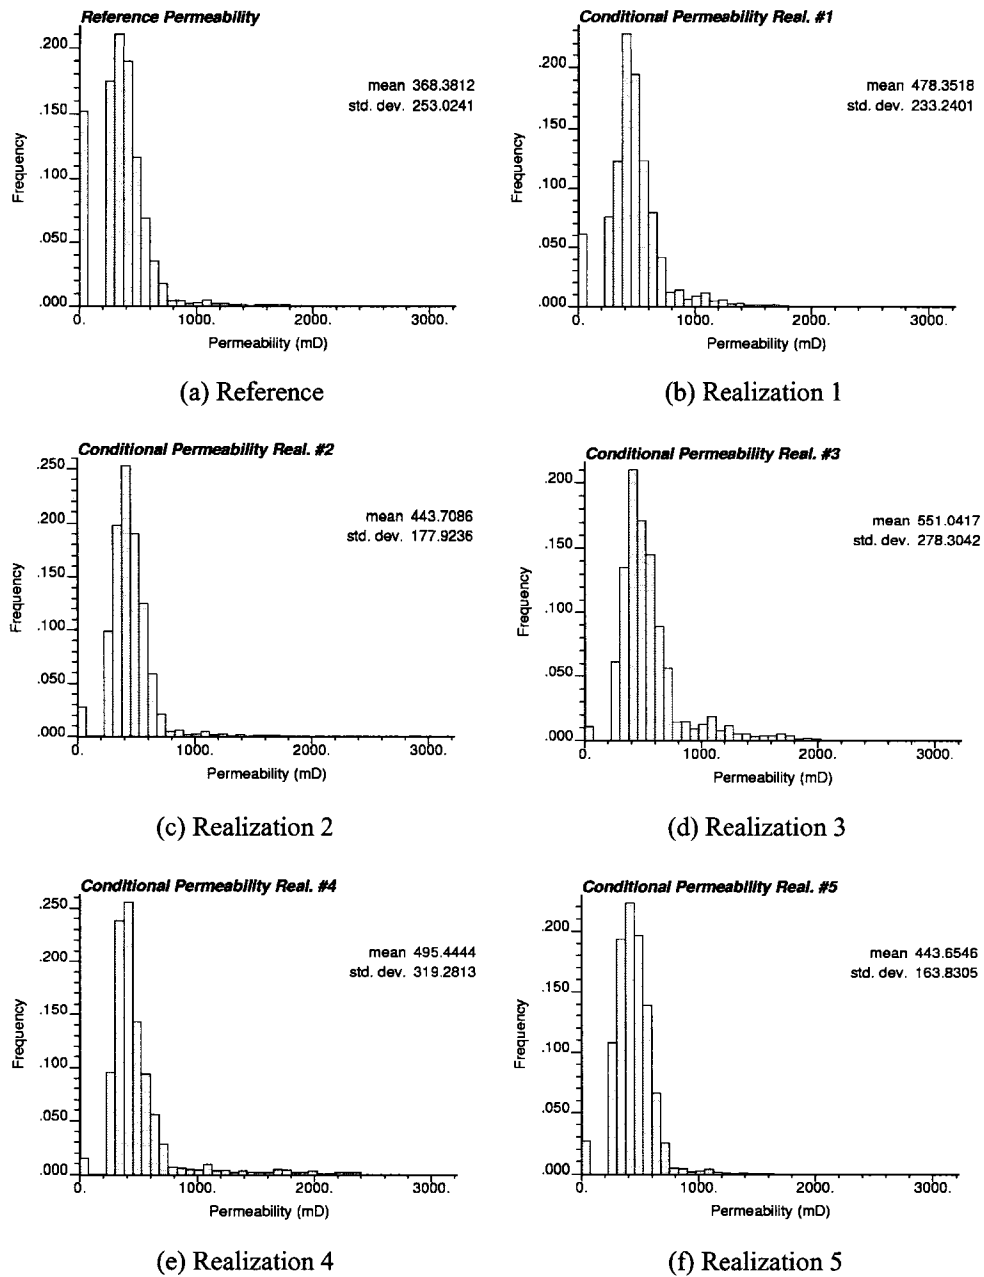 Reference Permeability
mean 368.3812
std. dev. 253.0241
Frequency
.200
.150
.100
.050
.000
0. 1000. 2000. 3000.
Permeability (mD)
(a) Reference
Conditional Permeability Real. #1
mean 478.3518
std. dev. 233.2401
Frequency
.200
.150
.100
.050
.000
0. 1000. 2000. 3000.
Permeability (mD)
(b) Realization 1
Conditional Permeability Real. #2
mean 443.7086
std. dev. 177.9236
Frequency
.250
.200
.150
.100
.050
.000
0. 1000. 2000. 3000.
Permeability (mD)
(c) Realization 2
Conditional Permeability Real. #3
mean 551.0417
std. dev. 278.3042
Frequency
.200
.150
.100
.050
.000
0. 1000. 2000. 3000.
Permeability (mD)
(d) Realization 3
Conditional Permeability Real. #4
mean 495.4444
std. dev. 319.2813
Frequency
.250
.200
.150
.100
.050
.000
0. 1000. 2000. 3000.
Permeability (mD)
(e) Realization 4
Conditional Permeability Real. #5
mean 443.6546
std. dev. 163.8305
Frequency
.200
.150
.100
.050
.000
0. 1000. 2000. 3000.
Permeability (mD)
(f) Realization 5